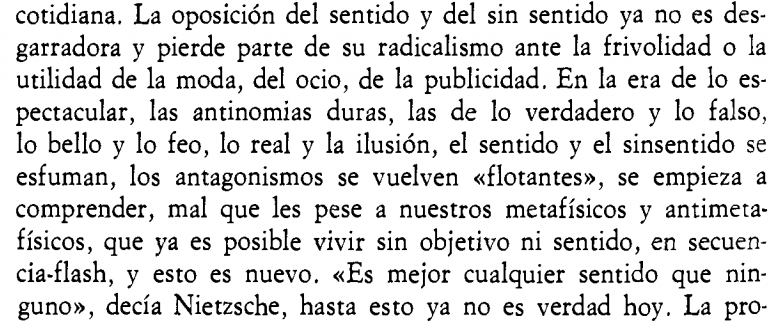 cotidiana. La oposición del sentido y del sin sentido ya no es des-
garradora y pierde parte de su radicalismo ante la frivolidad o la
utilidad de la moda, del ocio, de la publicidad. En la era de lo es-
pectacular, las antinomias duras, las de lo verdadero y lo falso,
lo bello y lo feo, lo real y la ilusión, el sentido y el sinsentido se
esfuman, los antagonismos se vuelven «flotantes», se empieza a
comprender, mal que les pese a nuestros metafísicos y antimeta-
físicos, que ya es posible vivir sin objetivo ni sentido, en secuen-
cia-flash, y esto es nuevo. «Es mejor cualquier sentido que nin-
guno», decía Nietzsche, hasta esto ya no es verdad hoy. La pro-